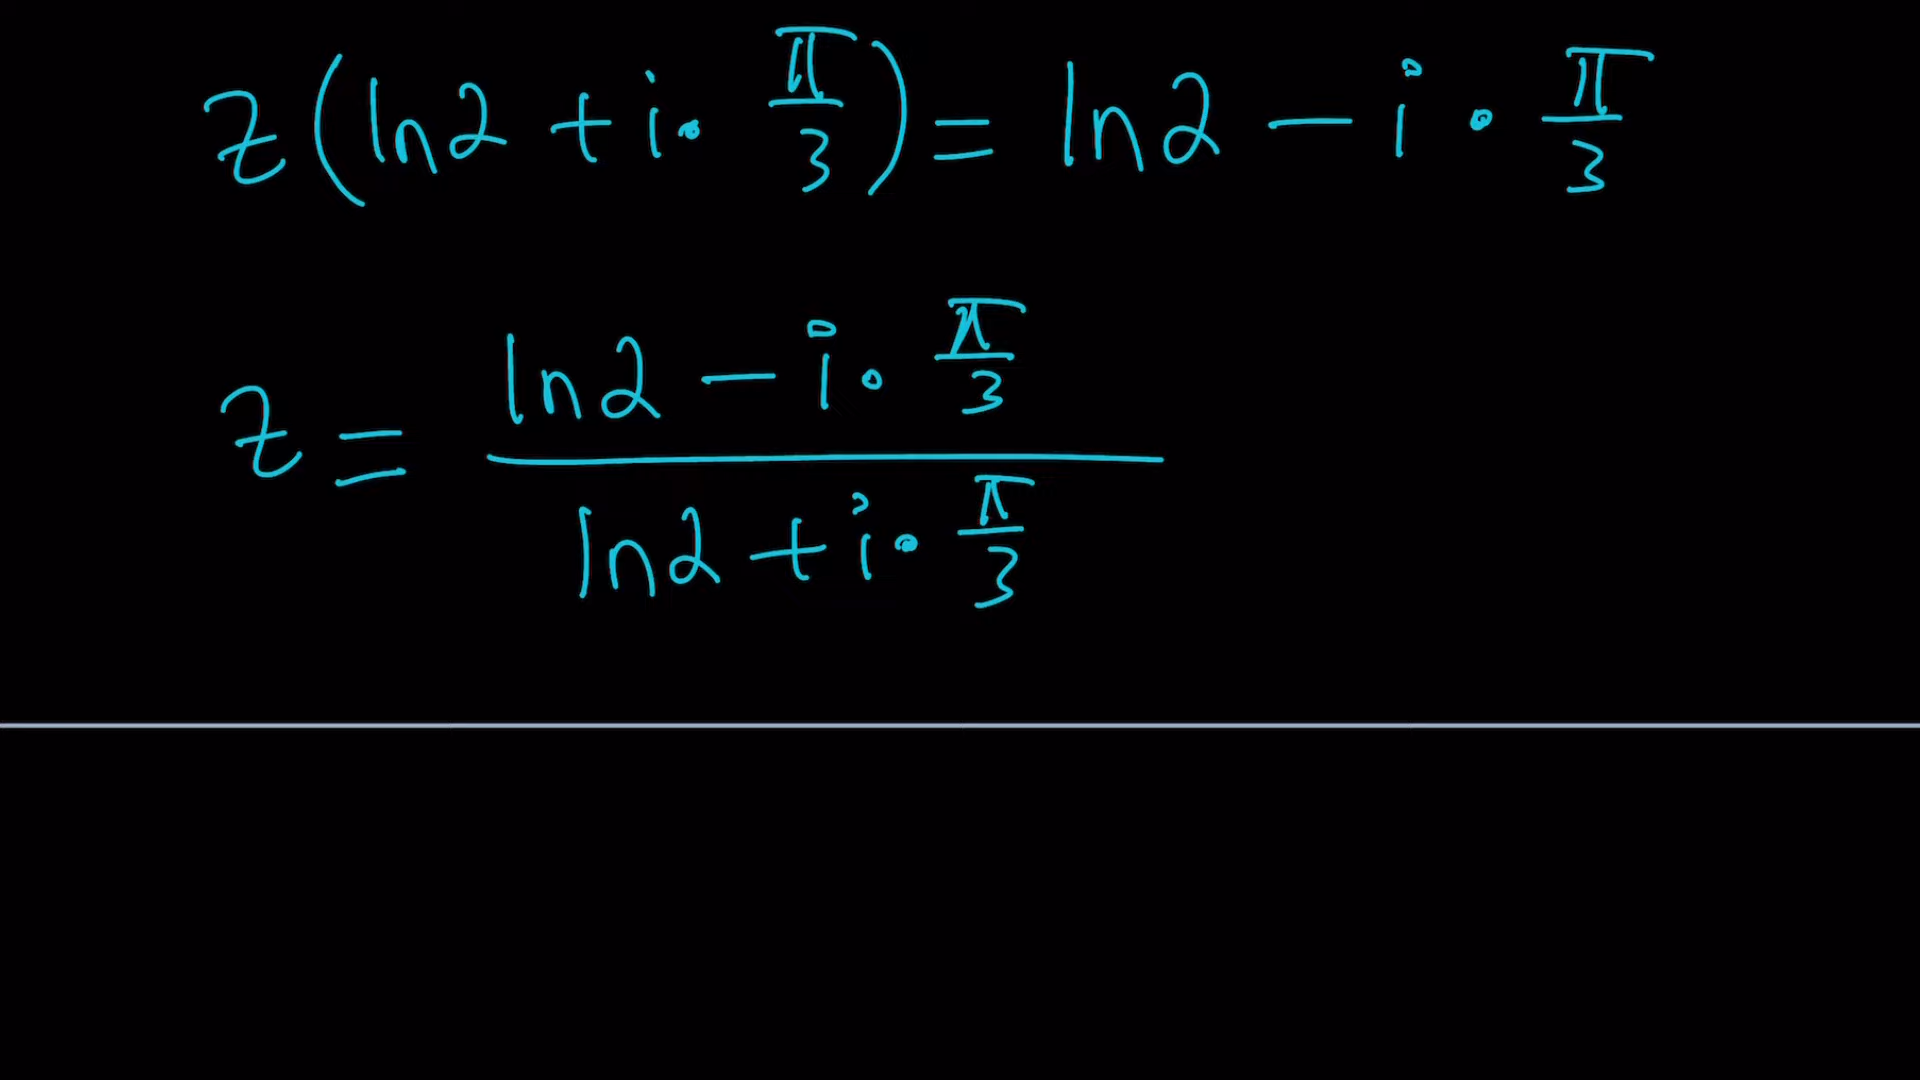 z(ln2 + i• π/3) = ln2 − i • π/3
z = (ln2 − i• π/3)/(ln2 + i• π/3)